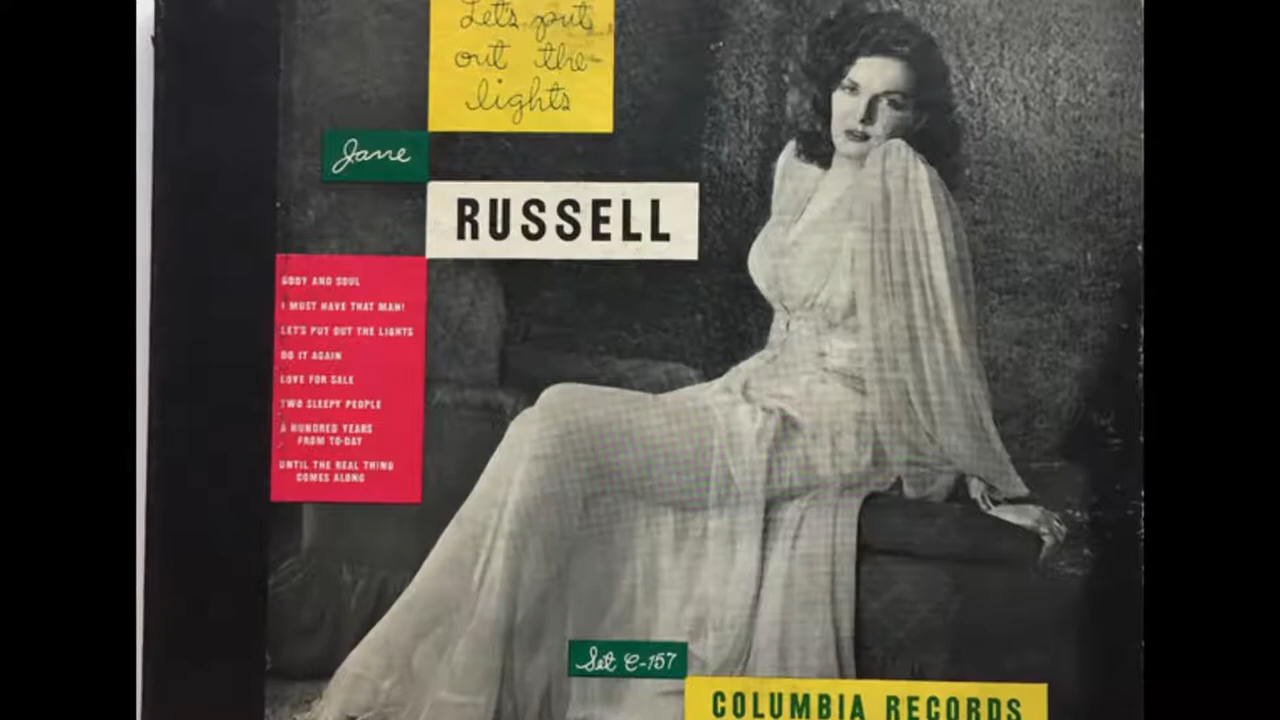 Let's put
out the
lights
Jane
RUSSELL
BODY AND SOUL
I MUST HAVE THAT MAN!
LET'S PUT OUT THE LIGHTS
DO IT AGAIN
LOVE FOR SALE
TWO SLEEPY PEOPLE
A HUNDRED YEARS
FROM TO-DAY
UNTIL THE REAL THING
COMES ALONG
Set C-157
COLUMBIA RECORDS